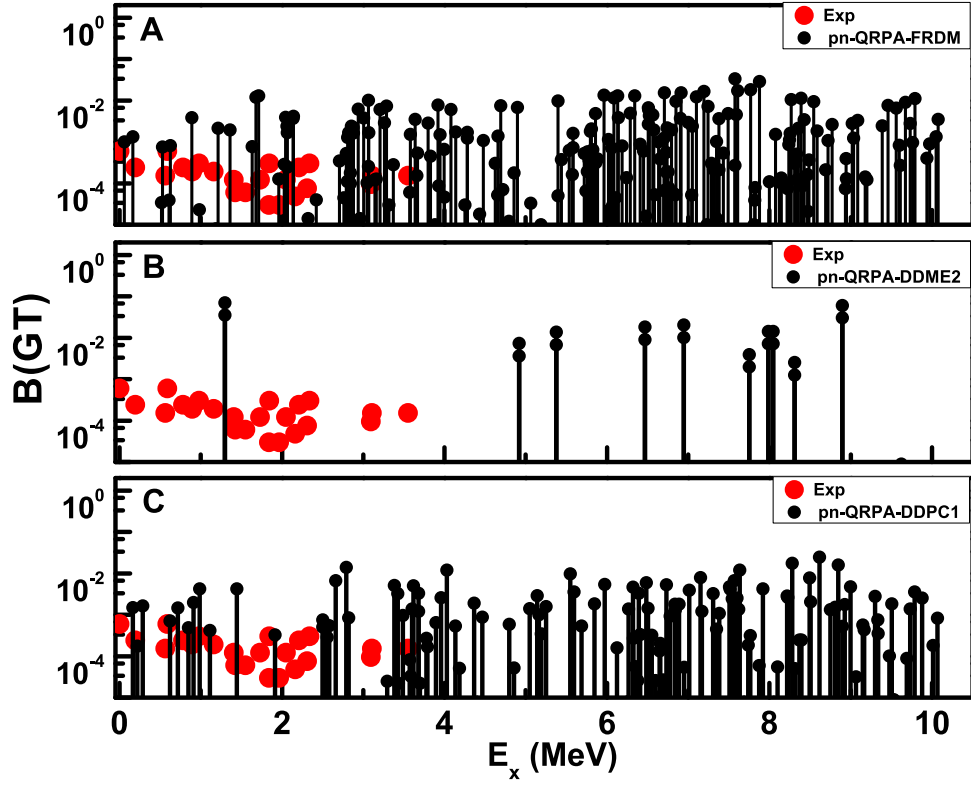 A
Exp
pn-QRPA-FRDM
10^0
10^-2
10^-4
B
Exp
pn-QRPA-DDME2
10^0
10^-2
10^-4
B(GT)
C
Exp
pn-QRPA-DDPC1
10^0
10^-2
10^-4
0 2 4 6 8 10
E_x (MeV)